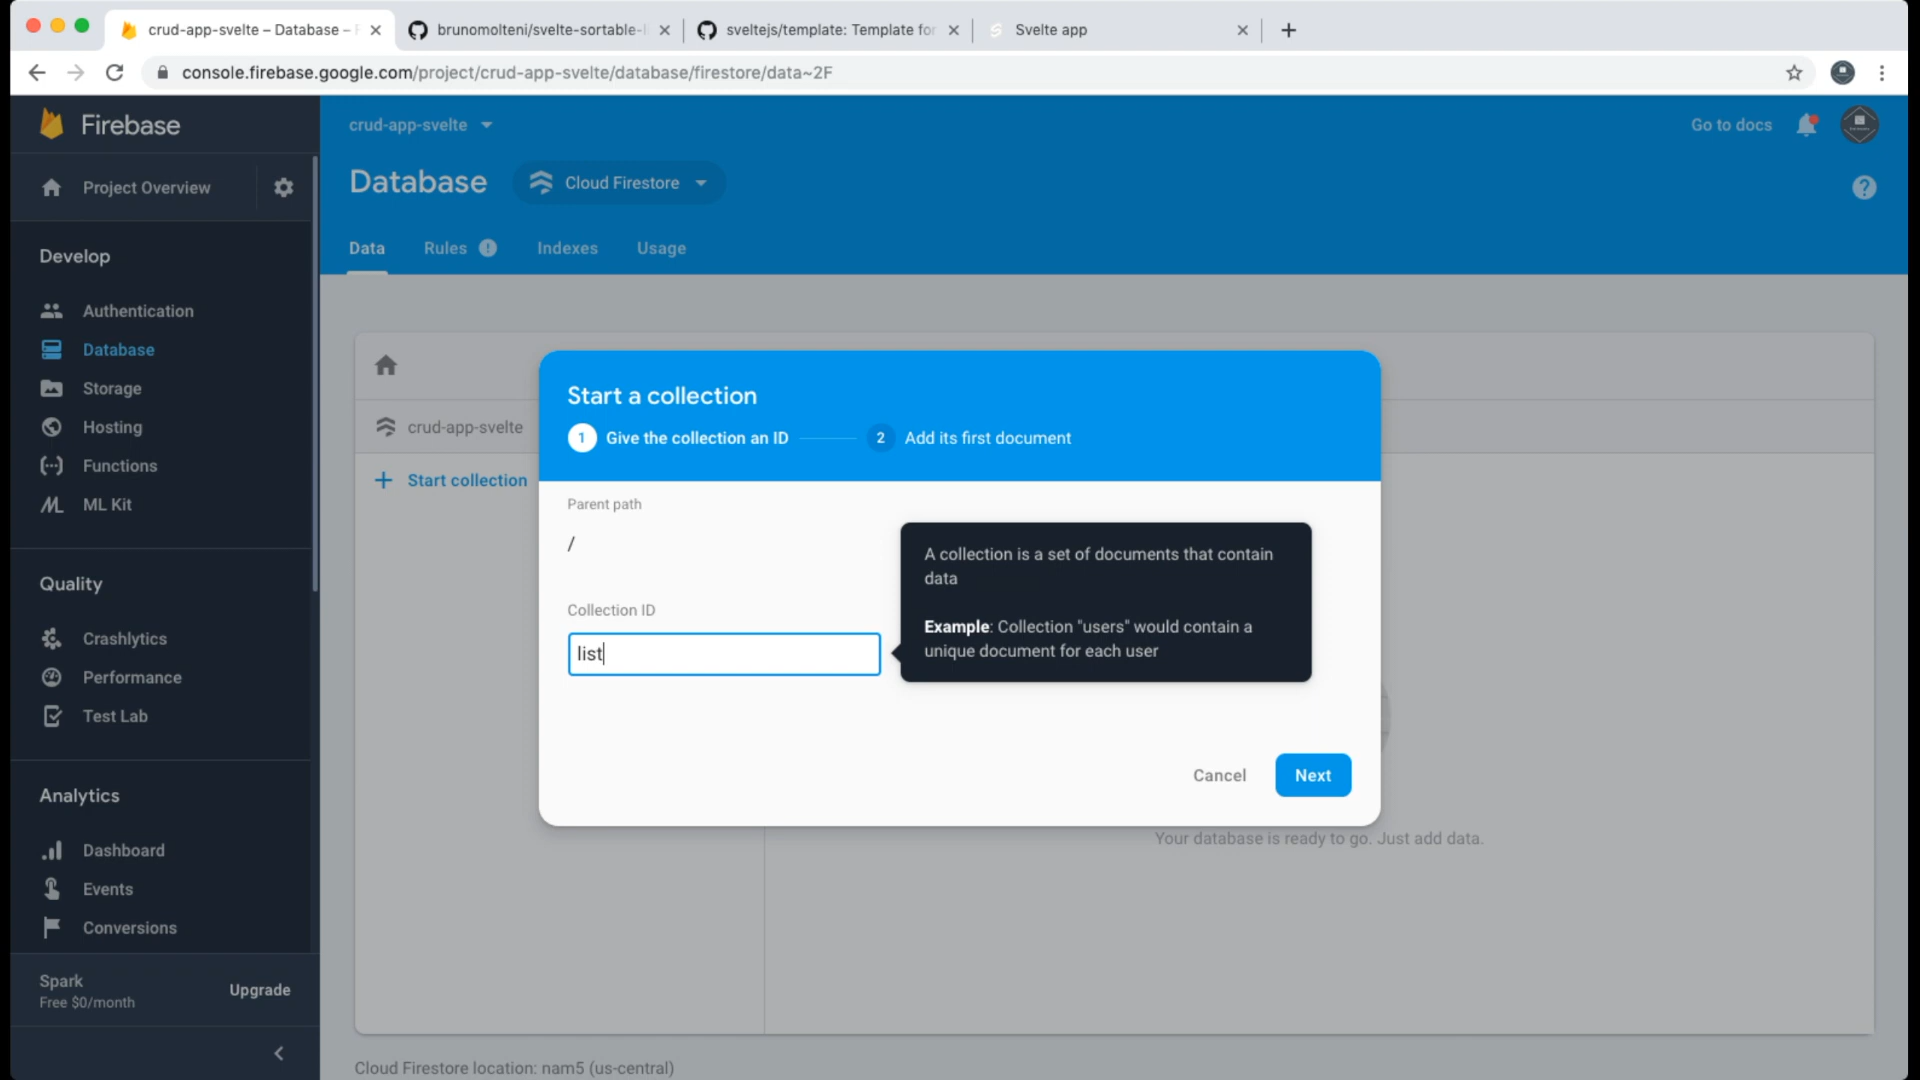 crud-app-svelte – Database – F
brunomolteni/svelte-sortable-li
sveltejs/template: Template for
Svelte app
console.firebase.google.com/project/crud-app-svelte/database/firestore/data~2F
Firebase
crud-app-svelte
Go to docs
Project Overview
Database
Cloud Firestore
Data
Rules
Indexes
Usage
Develop
Authentication
Database
Storage
Hosting
Functions
ML Kit
Quality
Crashlytics
Performance
Test Lab
Analytics
Dashboard
Events
Conversions
Spark
Free $0/month
Upgrade
crud-app-svelte
Start collection
Start a collection
1 Give the collection an ID
2 Add its first document
Parent path
/
Collection ID
list
A collection is a set of documents that contain
data
Example: Collection "users" would contain a
unique document for each user
Cancel
Next
Your database is ready to go. Just add data.
Cloud Firestore location: nam5 (us-central)